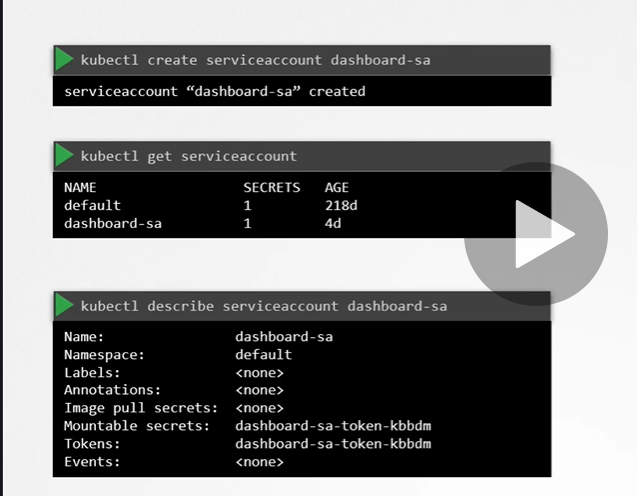 kubectl create serviceaccount dashboard-sa
serviceaccount “dashboard-sa” created
kubectl get serviceaccount
NAME SECRETS AGE
default 1 218d
dashboard-sa 1 4d
kubectl describe serviceaccount dashboard-sa
Name: dashboard-sa
Namespace: default
Labels: <none>
Annotations: <none>
Image pull secrets: <none>
Mountable secrets: dashboard-sa-token-kbbdm
Tokens: dashboard-sa-token-kbbdm
Events: <none>